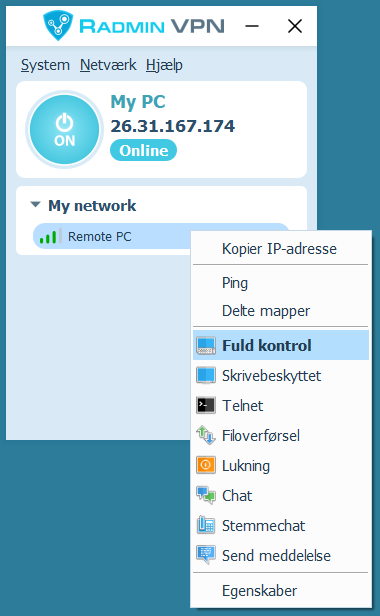 RADMIN VPN
System Netværk Hjælp
My PC
26.31.167.174
ON
Online
My network
Remote PC
Kopier IP-adresse
Ping
Delte mapper
Fuld kontrol
Skrivebeskyttet
Telnet
Filoverførsel
Lukning
Chat
Stemmechat
Send meddelelse
Egenskaber